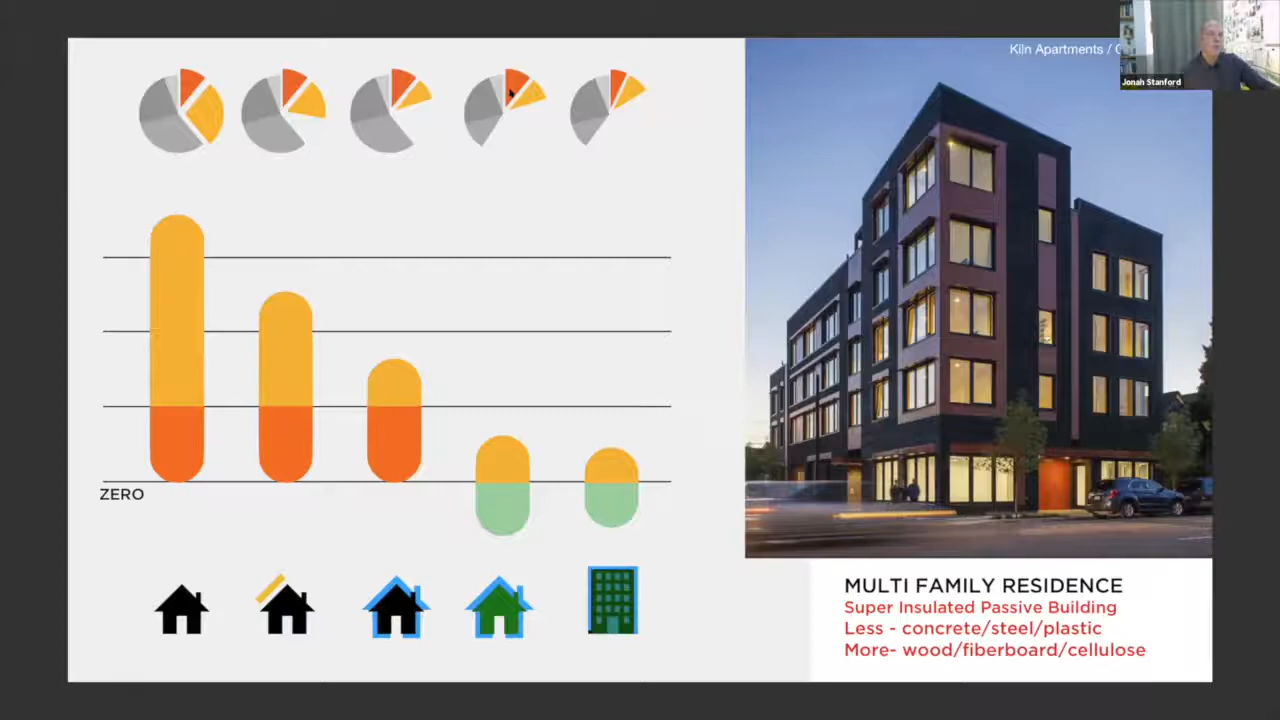 Kiln Apartments /
Jonah Stanford
ZERO
MULTI FAMILY RESIDENCE
Super Insulated Passive Building
Less - concrete/steel/plastic
More- wood/fiberboard/cellulose